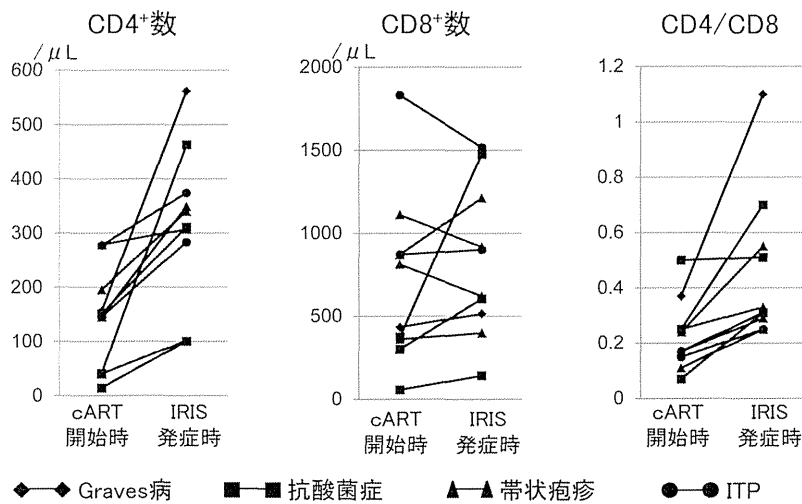 CD4⁺数
/μL
600
500
400
300
200
100
0
cART IRIS
開始時 発症時
CD8⁺数
/μL
2000
1500
1000
500
0
cART IRIS
開始時 発症時
CD4/CD8
1.2
1
0.8
0.6
0.4
0.2
0
cART IRIS
開始時 発症時
Graves病 抗酸菌症 帯状疱疹 ITP